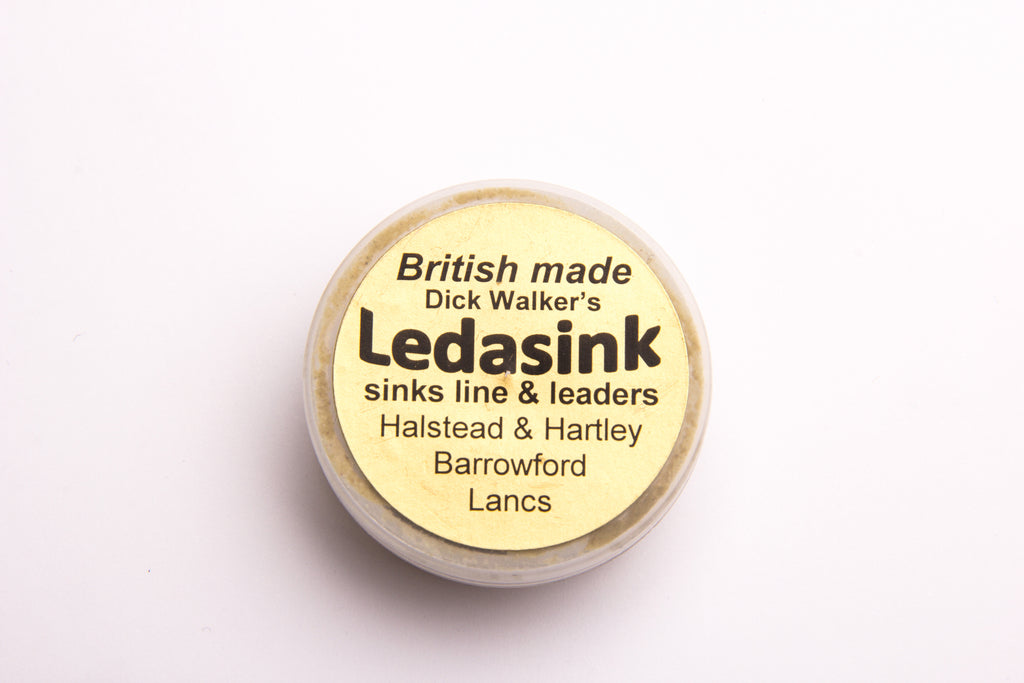 British made
Dick Walker's
Ledasink
sinks line & leaders
Halstead & Hartley
Barrowford
Lancs